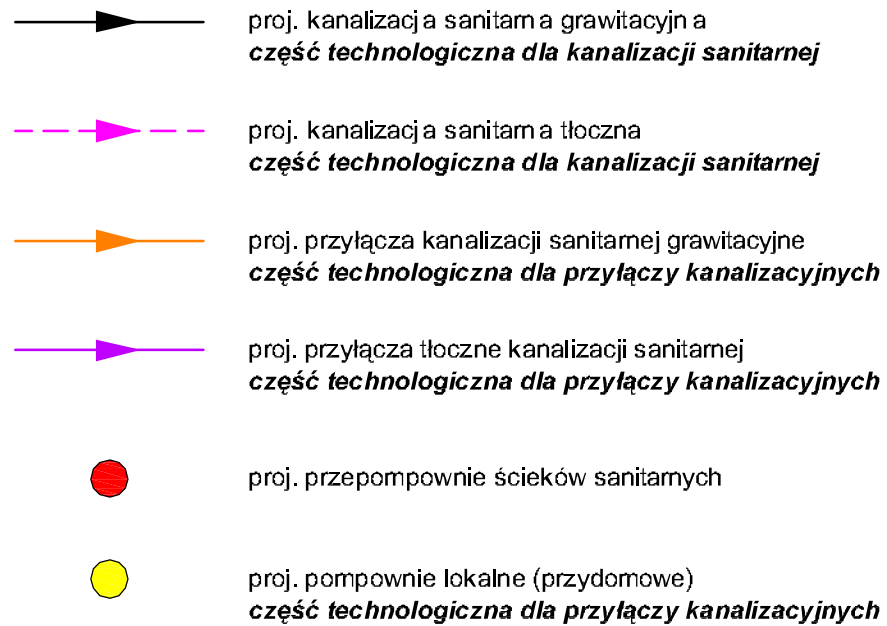 proj. kanalizacja sanitarna grawitacyjna
część technologiczna dla kanalizacji sanitarnej
proj. kanalizacja sanitarna tłoczna
część technologiczna dla kanalizacji sanitarnej
proj. przyłącza kanalizacji sanitarnej grawitacyjne
część technologiczna dla przyłączy kanalizacyjnych
proj. przyłącza tłoczne kanalizacji sanitarnej
część technologiczna dla przyłączy kanalizacyjnych
proj. przepompownie ścieków sanitarnych
proj. pompownie lokalne (przydomowe)
część technologiczna dla przyłączy kanalizacyjnych